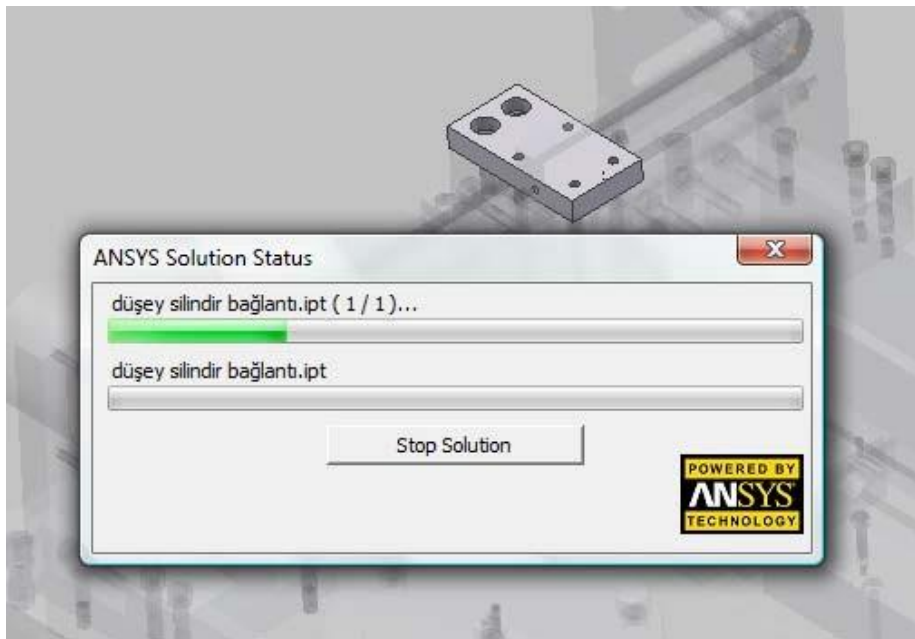 ANSYS Solution Status
düşey silindir bağlantı.ipt ( 1 / 1 )...
düşey silindir bağlantı.ipt
Stop Solution
POWERED BY
ANSYS
TECHNOLOGY